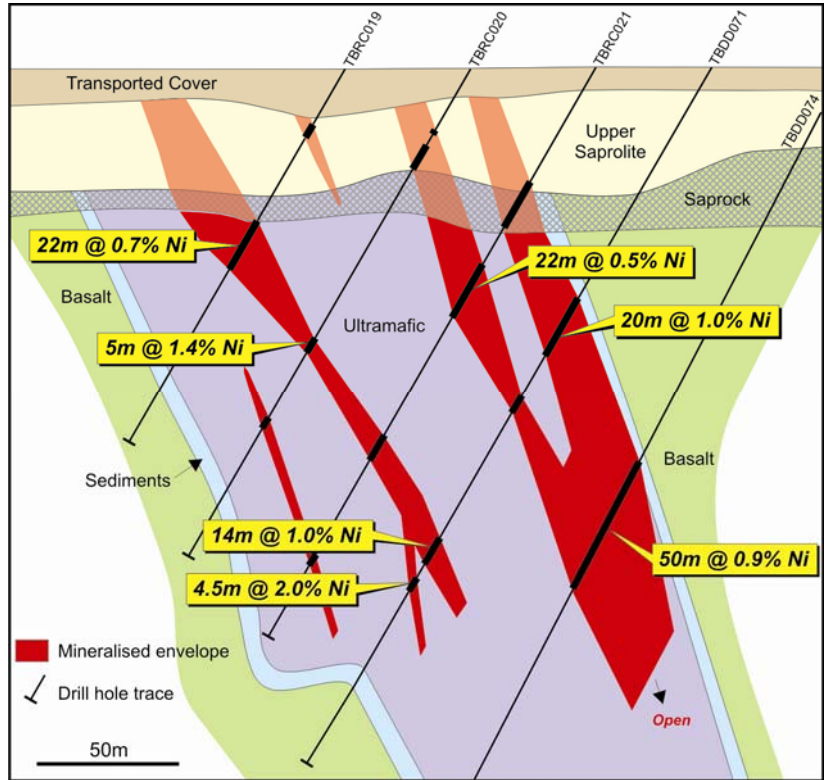 TBRC019
TBRC020
TBRC021
TBDD071
TBDD074
Transported Cover
Upper
Saprolite
Saprock
22m @ 0.7% Ni
22m @ 0.5% Ni
Basalt
20m @ 1.0% Ni
Ultramafic
5m @ 1.4% Ni
Basalt
Sediments
14m @ 1.0% Ni
50m @ 0.9% Ni
4.5m @ 2.0% Ni
Mineralised envelope
Drill hole trace
Open
50m